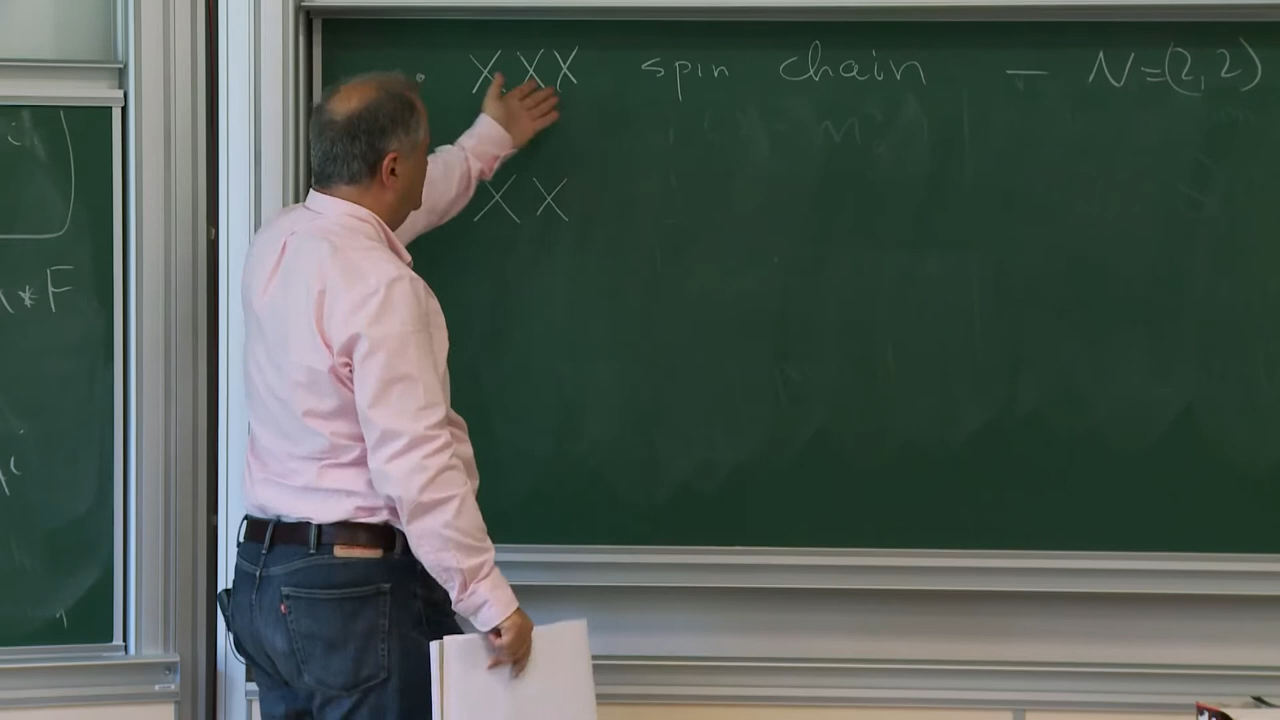 XXX spin chain — N=(2,2)
XX
*F